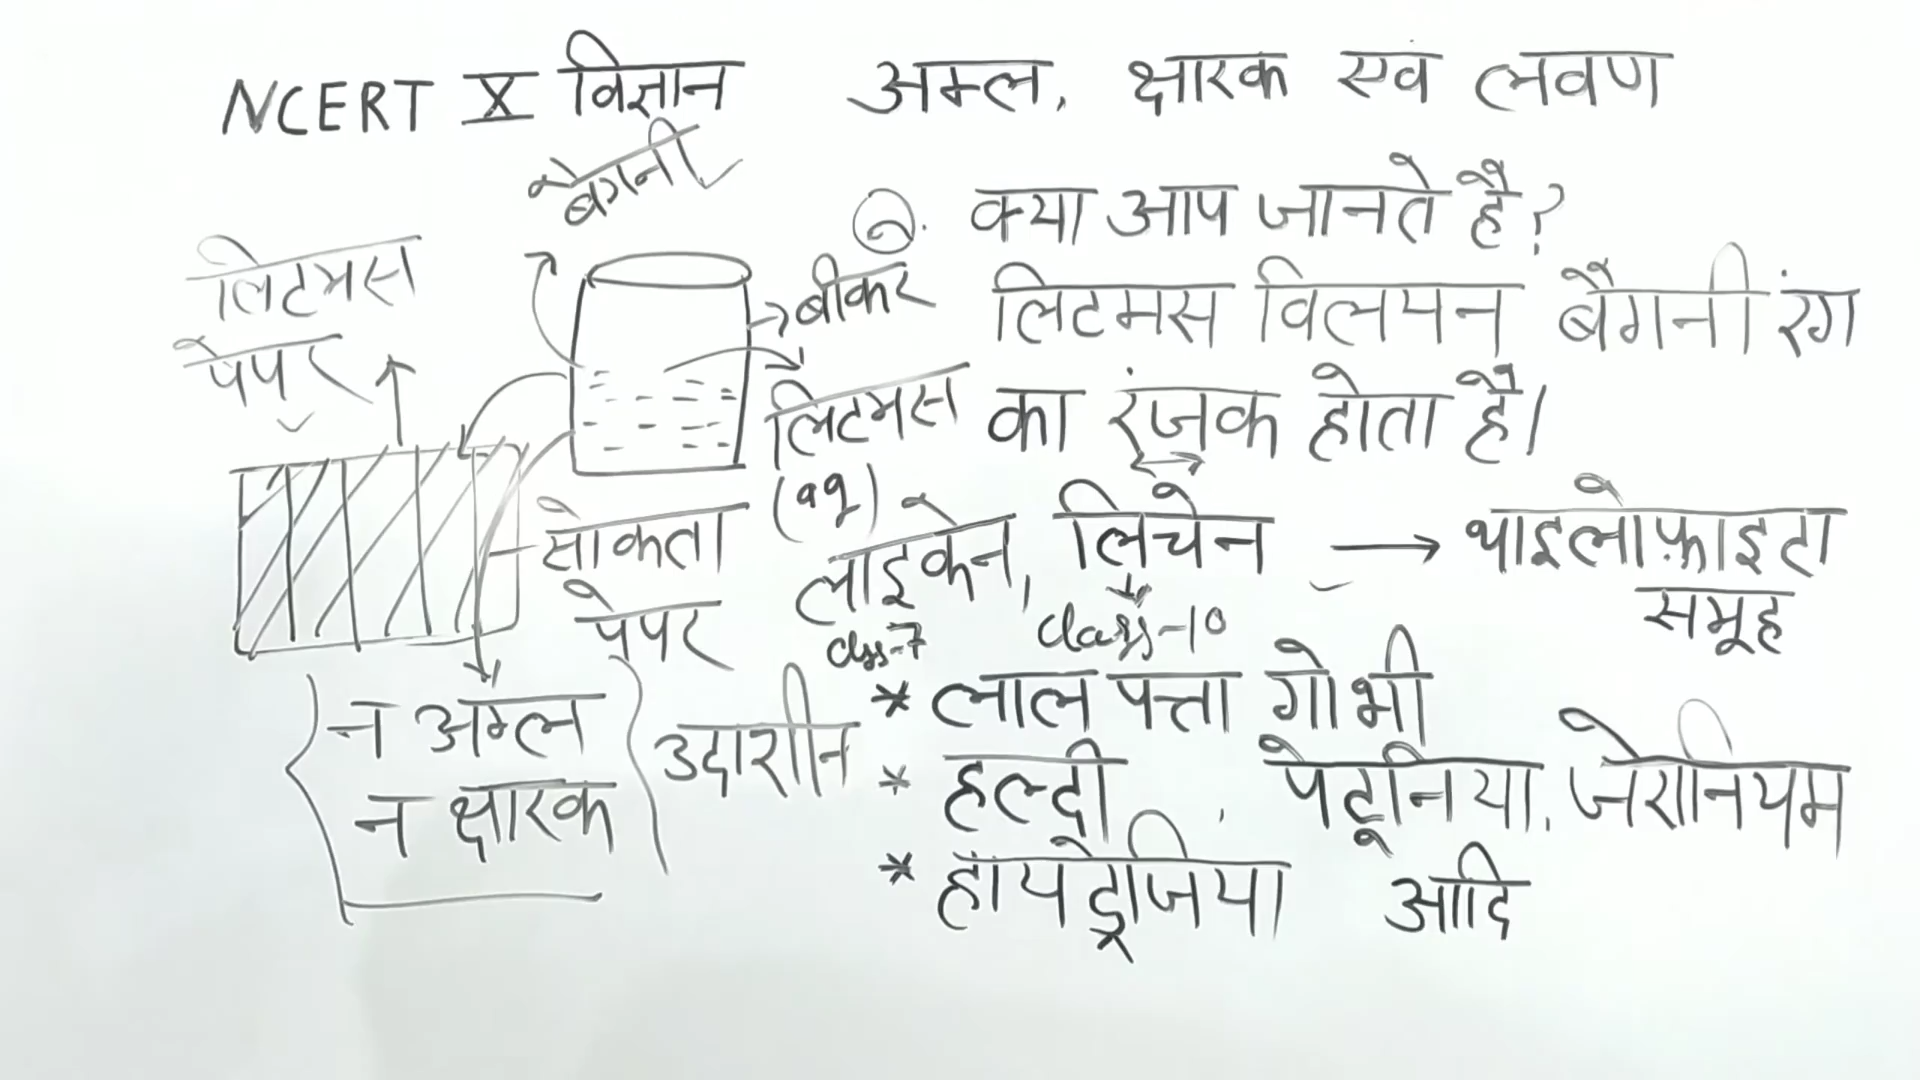 NCERT X विज्ञान अम्ल, क्षारक एवं लवण
बैगनी
Q. क्या आप जानते है?
लिटमस विलयन बैगनी रंग
का रंजक होता है।
लिटमस
पेपर
बीकर
लिटमस
(aq)
सोकता
पेपर
लाइकेन, लिचेन → थाइलोफ़ाइटा
समूह
class-7 class-10
न अम्ल
न क्षारक
उदाशीन
* लाल पत्ता गोभी
* हल्दी , पेटूनिया, जेरानियम
* हायड्रेंजिया आदि